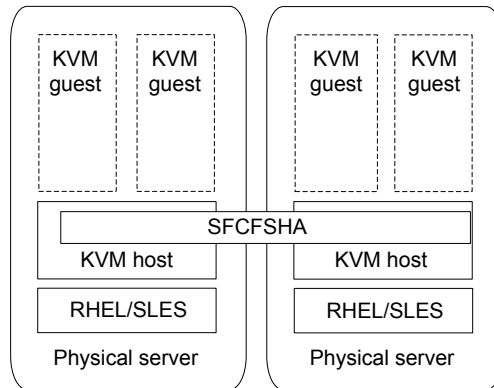 KVM
guest
KVM
guest
KVM
guest
KVM
guest
SFCFSHA
KVM host
KVM host
RHEL/SLES
RHEL/SLES
Physical server
Physical server